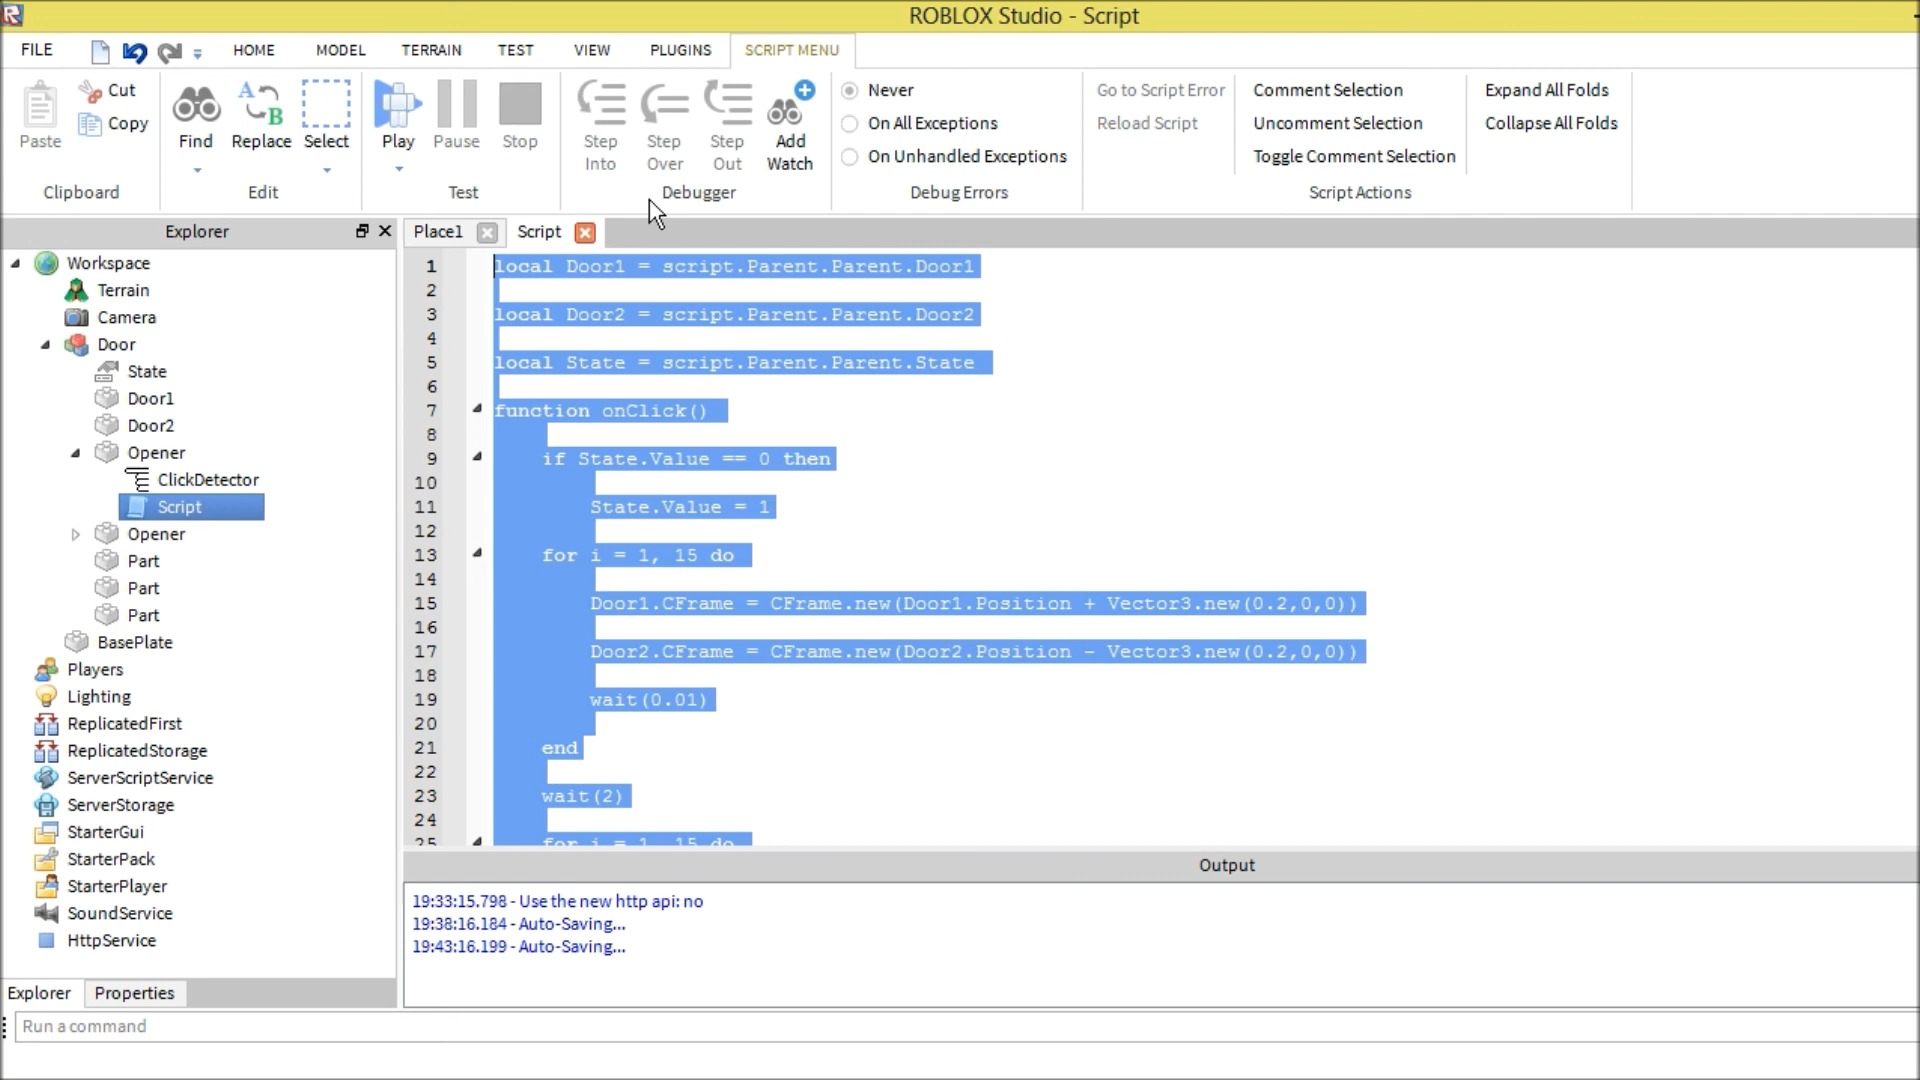 ROBLOX Studio - Script
FILE HOME MODEL TERRAIN TEST VIEW PLUGINS SCRIPT MENU
Paste
Cut
Copy
Clipboard
Find
A B
Replace
Select
Edit
Play
Pause
Stop
Test
Step Into
Step Over
Step Out
Add Watch
Debugger
Never
On All Exceptions
On Unhandled Exceptions
Debug Errors
Go to Script Error
Reload Script
Comment Selection
Uncomment Selection
Toggle Comment Selection
Expand All Folds
Collapse All Folds
Script Actions
Explorer
Workspace
Terrain
Camera
Door
State
Door1
Door2
Opener
ClickDetector
Script
Opener
Part
Part
Part
BasePlate
Players
Lighting
ReplicatedFirst
ReplicatedStorage
ServerScriptService
ServerStorage
StarterGui
StarterPack
StarterPlayer
SoundService
HttpService
Explorer Properties
Run a command
Place1 Script
1 local Door1 = script.Parent.Parent.Door1
2
3 local Door2 = script.Parent.Parent.Door2
4
5 local State = script.Parent.Parent.State
6
7 function onClick()
8
9 if State.Value == 0 then
10
11 State.Value = 1
12
13 for i = 1, 15 do
14
15 Door1.CFrame = CFrame.new(Door1.Position + Vector3.new(0.2,0,0))
16
17 Door2.CFrame = CFrame.new(Door2.Position - Vector3.new(0.2,0,0))
18
19 wait(0.01)
20
21 end
22
23 wait(2)
24
25 for i = 1, 15 do
Output
19:33:15.798 - Use the new http api: no
19:38:16.184 - Auto-Saving...
19:43:16.199 - Auto-Saving...